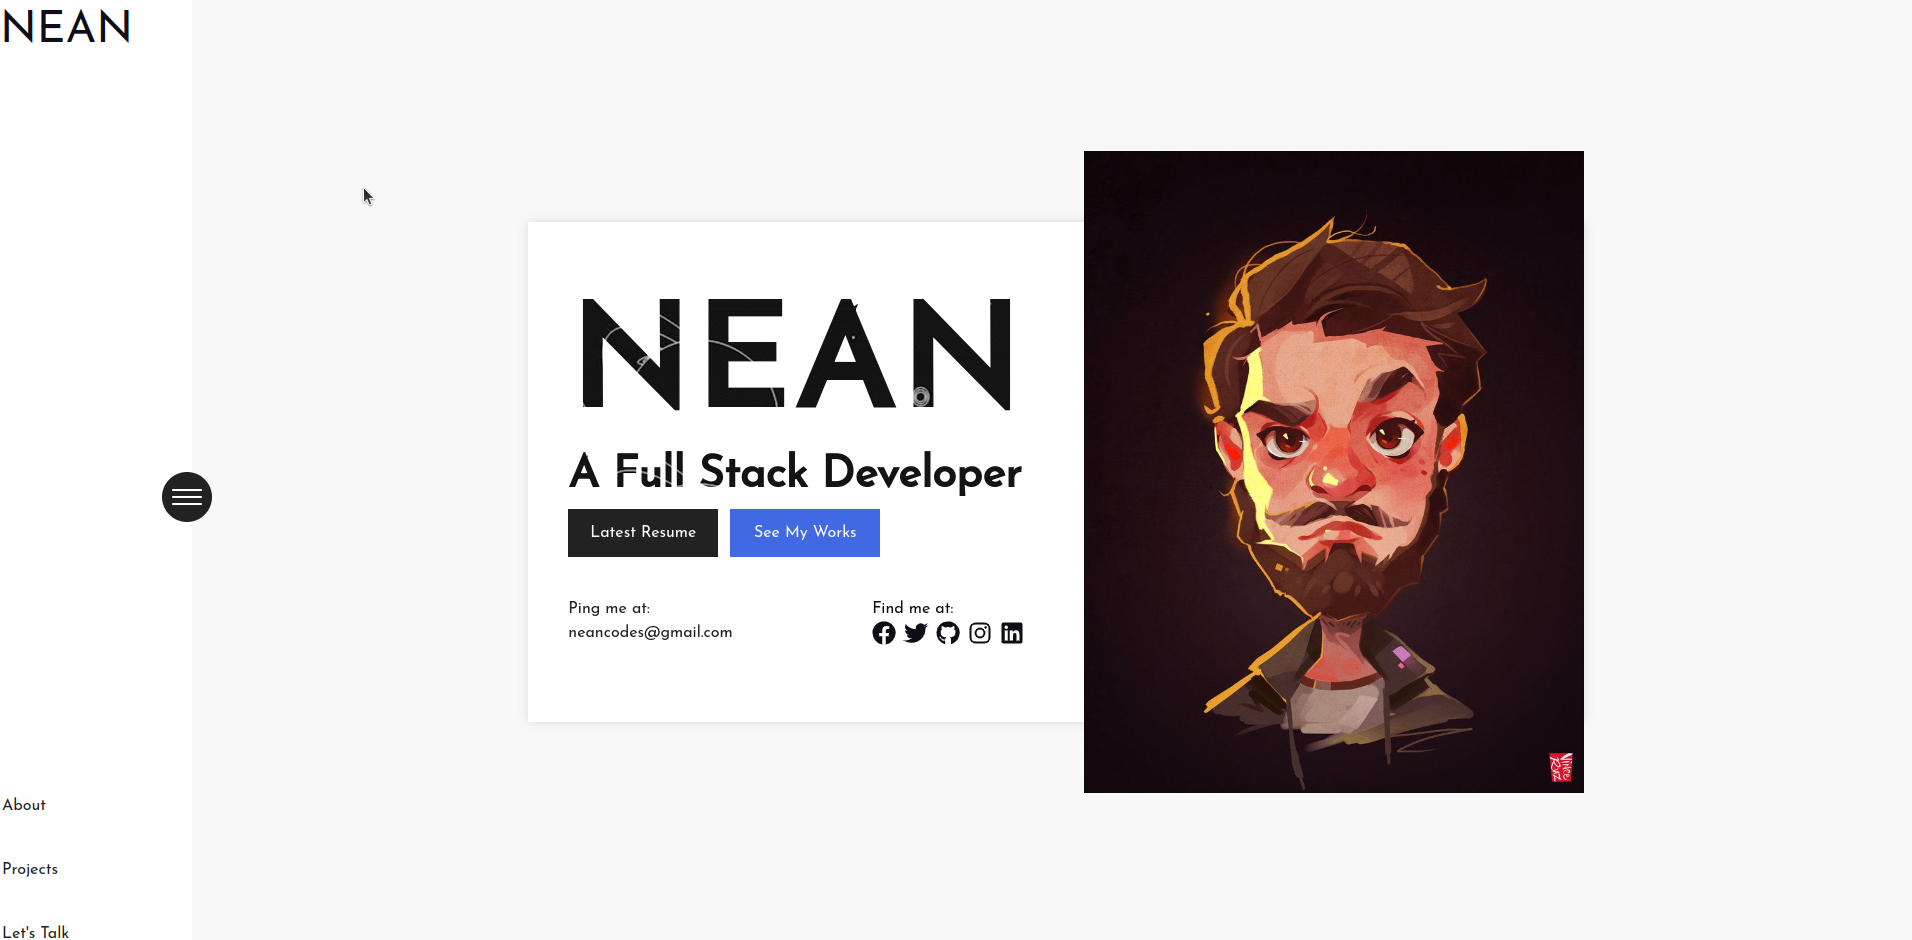 NEAN
NEAN
A Full Stack Developer
Latest Resume
See My Works
Ping me at:
neancodes@gmail.com
Find me at:
About
Projects
Let's Talk